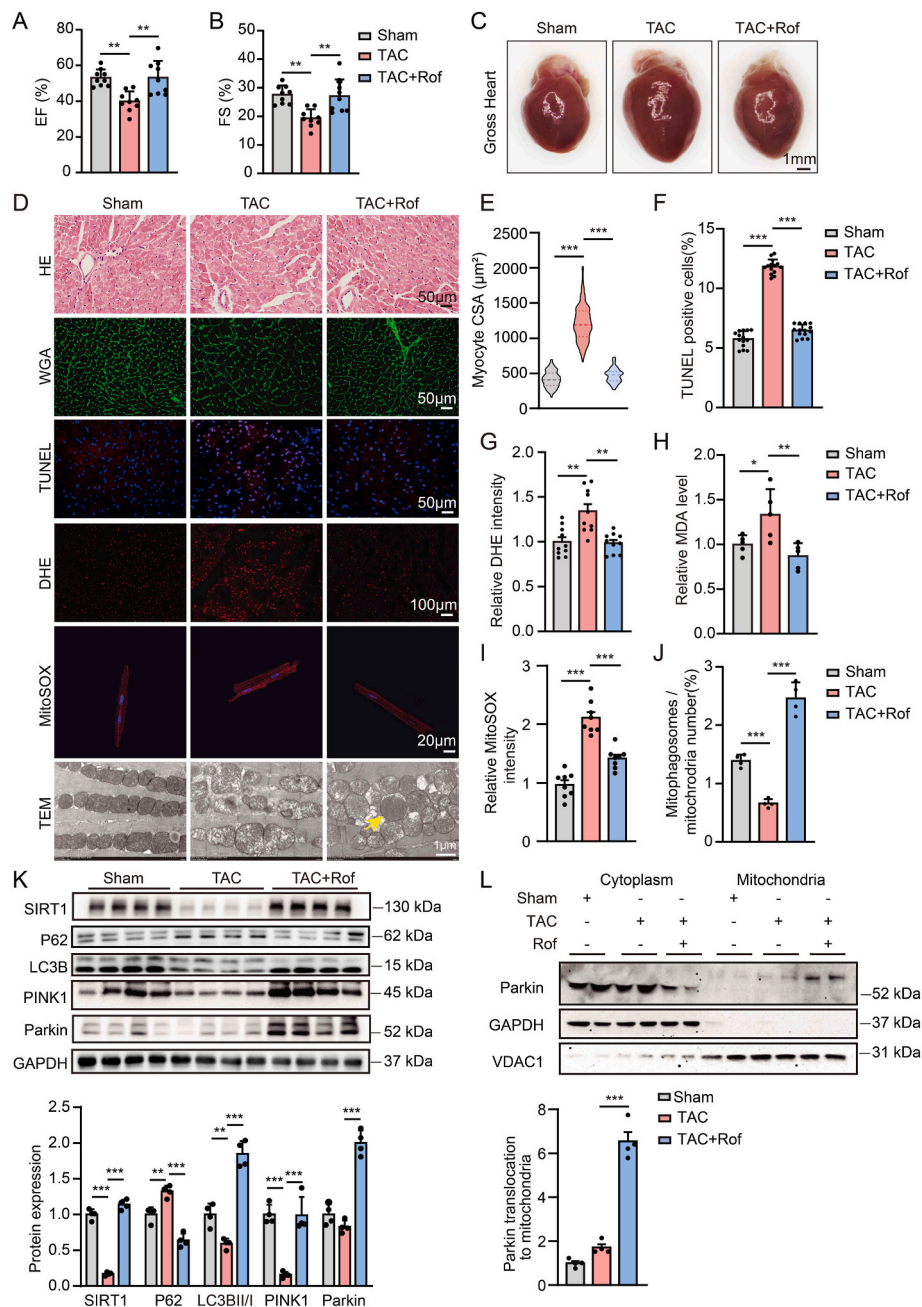 A
EF (%)
80
60
40
20
0
**
**
B
FS (%)
50
40
30
20
10
0
**
**
Sham
TAC
TAC+Rof
C
Sham
TAC
TAC+Rof
Gross Heart
1mm
D
Sham
TAC
TAC+Rof
HE
50μm
WGA
50μm
TUNEL
50μm
DHE
100μm
MitoSOX
20μm
TEM
1μm
E
Myocyte CSA (μm²)
2500
2000
1500
1000
500
0
***
***
F
TUNEL positive cells(%)
15
10
5
0
***
***
Sham
TAC
TAC+Rof
G
Relative DHE intensity
2.0
1.5
1.0
0.5
0.0
**
**
H
Relative MDA level
2.0
1.5
1.0
0.5
0.0
*
**
Sham
TAC
TAC+Rof
I
Relative MitoSOX
intensity
3
2
1
0
***
***
J
Mitophagosomes /
mitochrodria number(%)
3
2
1
0
***
***
Sham
TAC
TAC+Rof
K
Sham TAC TAC+Rof
SIRT1 130 kDa
P62 62 kDa
LC3B 15 kDa
PINK1 45 kDa
Parkin 52 kDa
GAPDH 37 kDa
Protein expression
2.5
2.0
1.5
1.0
0.5
0.0
*** ***
** ***
** ***
*** ***
***
SIRT1 P62 LC3BII/I PINK1 Parkin
L
Cytoplasm Mitochondria
Sham + - - + - -
TAC - + + - + +
Rof - - + - - +
Parkin 52 kDa
GAPDH 37 kDa
VDAC1 31 kDa
Parkin translocation
to mitochondria
8
6
4
2
0
***
Sham
TAC
TAC+Rof